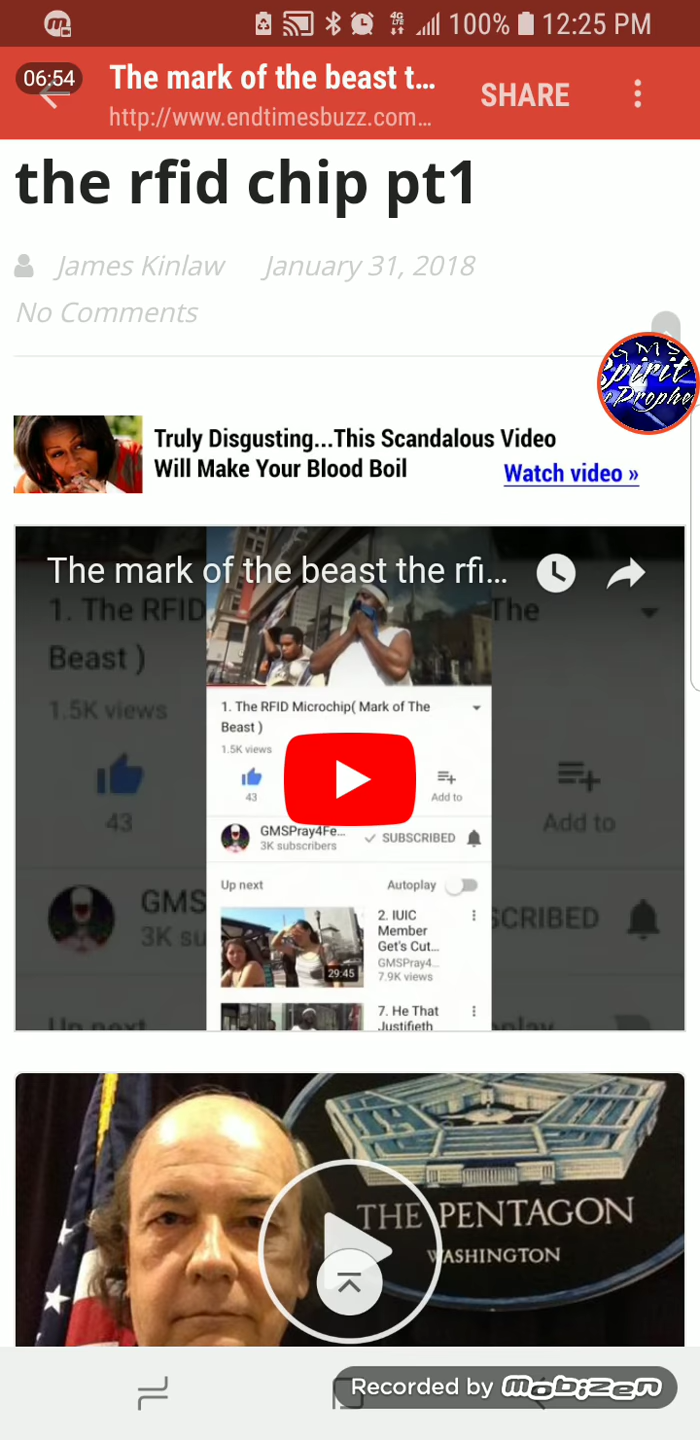 100% 12:25 PM
06:54
The mark of the beast t...
SHARE
http://www.endtimesbuzz.com...
the rfid chip pt1
James Kinlaw January 31, 2018
No Comments
GMS
Spirit
Prophe
Truly Disgusting...This Scandalous Video
Will Make Your Blood Boil
Watch video »
The mark of the beast the rfi...
1. The RFID
The
Beast )
1.5K views
43
Add to
GMS
3K su
SCRIBED
Up next
play
1. The RFID Microchip( Mark of The
Beast )
1.5K views
43
Add to
GMSPray4Fe...
3K subscribers
SUBSCRIBED
Up next
Autoplay
2. IUIC
Member
Get's Cut...
GMSPray4...
7.9K views
29:45
7. He That
Justifieth
THE PENTAGON
WASHINGTON
Recorded by mobizen